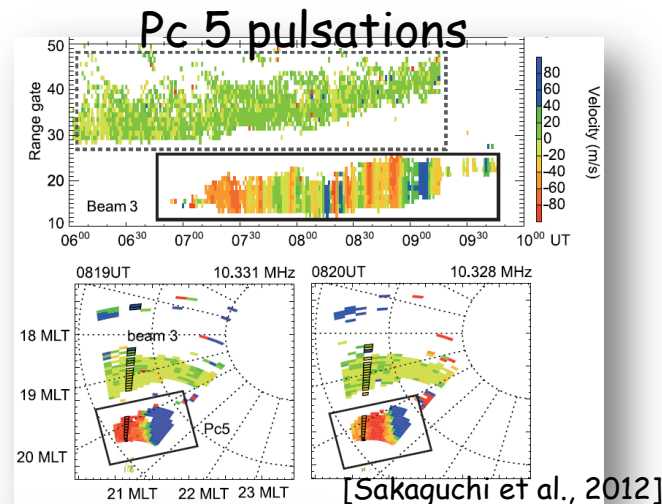 Pc 5 pulsations
50
40
30
20
10
Range gate
Beam 3
06⁰⁰ 06³⁰ 07⁰⁰ 07³⁰ 08⁰⁰ 08³⁰ 09⁰⁰ 09³⁰ 10⁰⁰ UT
80
60
40
20
0
-20
-40
-60
-80
Velocity (m/s)
0819UT 10.331 MHz
0820UT 10.328 MHz
18 MLT
beam 3
19 MLT
Pc5
20 MLT
21 MLT 22 MLT 23 MLT
[Sakaguchi et al., 2012]